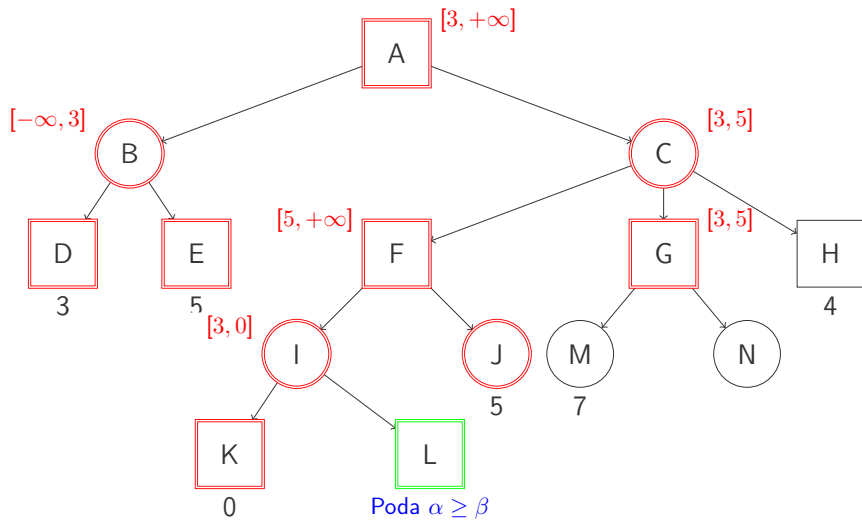 [3, +∞]
A
[−∞, 3]
B
[3, 5]
C
D
3
E
5
[5, +∞]
F
[3, 5]
G
H
4
[3, 0]
I
J
5
M
7
N
K
0
L
Poda α ≥ β